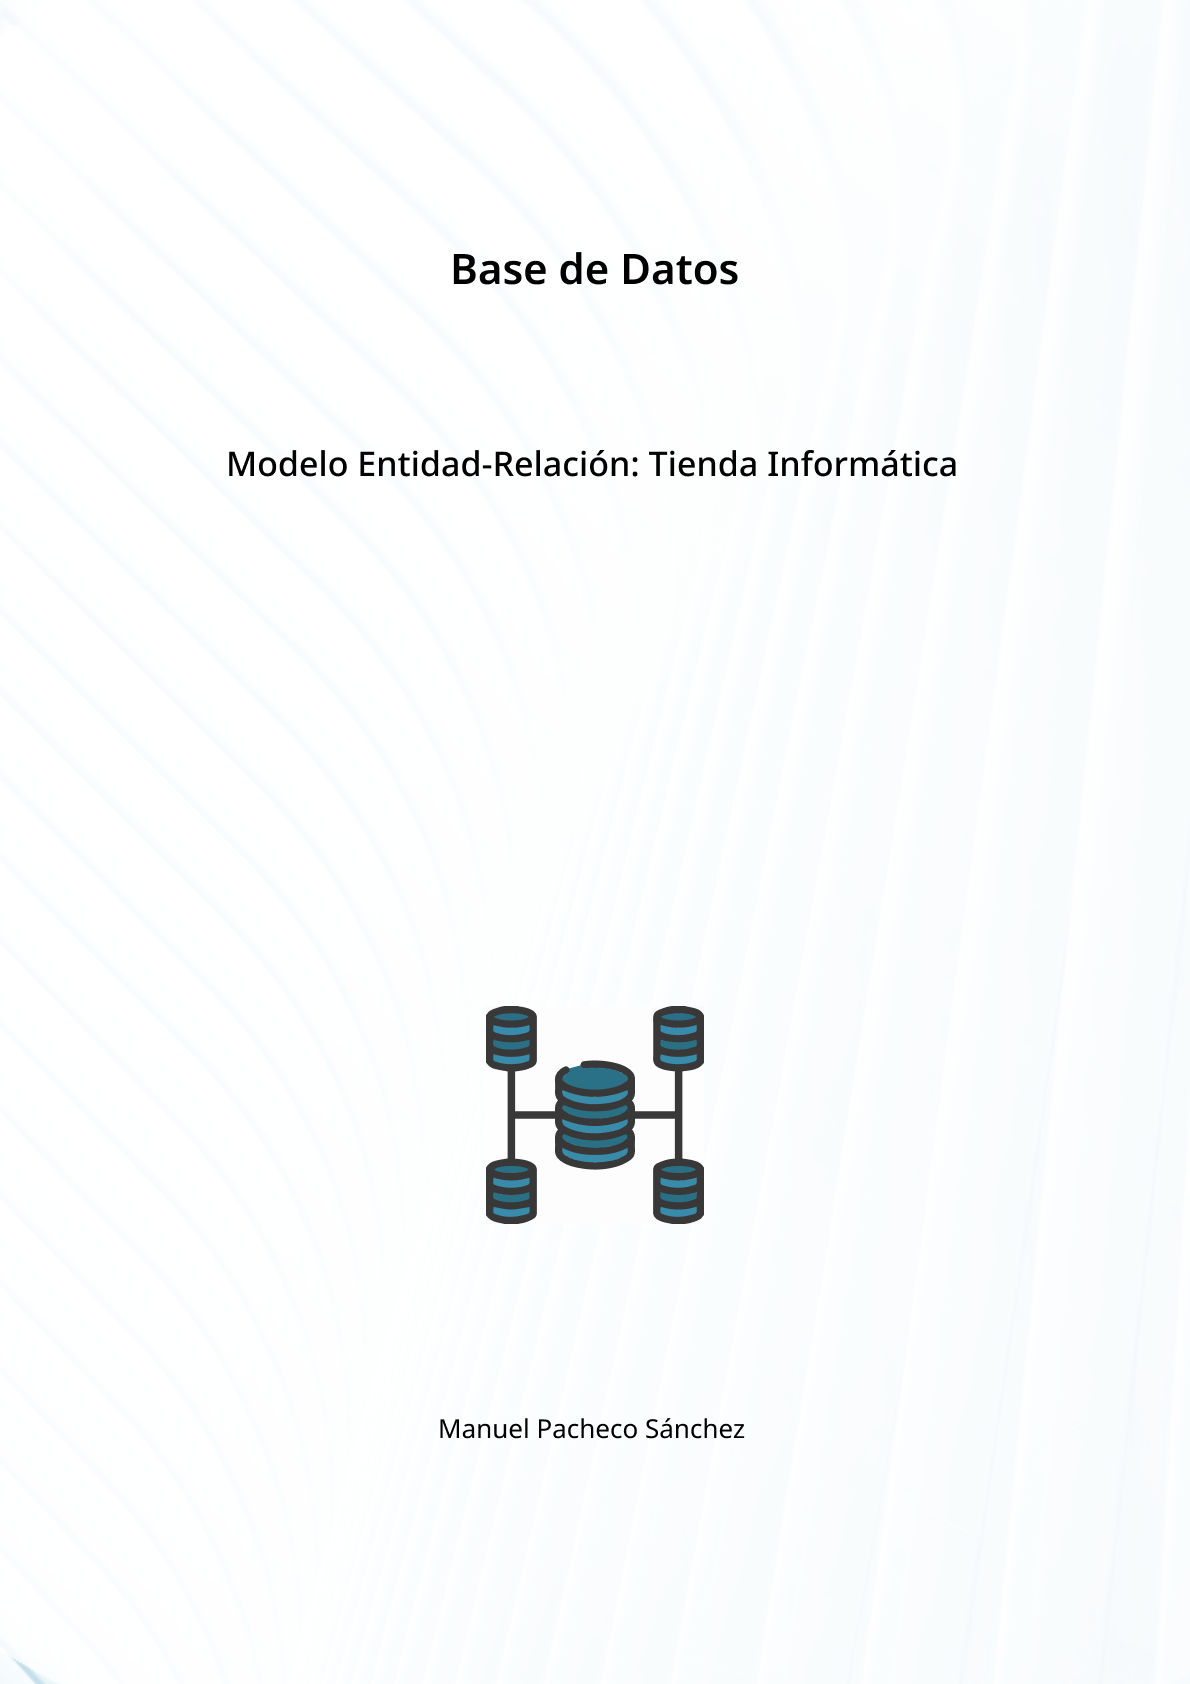 Base de Datos
Modelo Entidad-Relación: Tienda Informática
Manuel Pacheco Sánchez